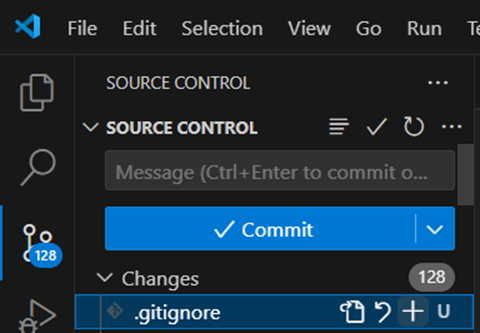 File Edit Selection View Go Run
SOURCE CONTROL
SOURCE CONTROL
Message (Ctrl+Enter to commit o...
128
Commit
Changes 128
.gitignore U